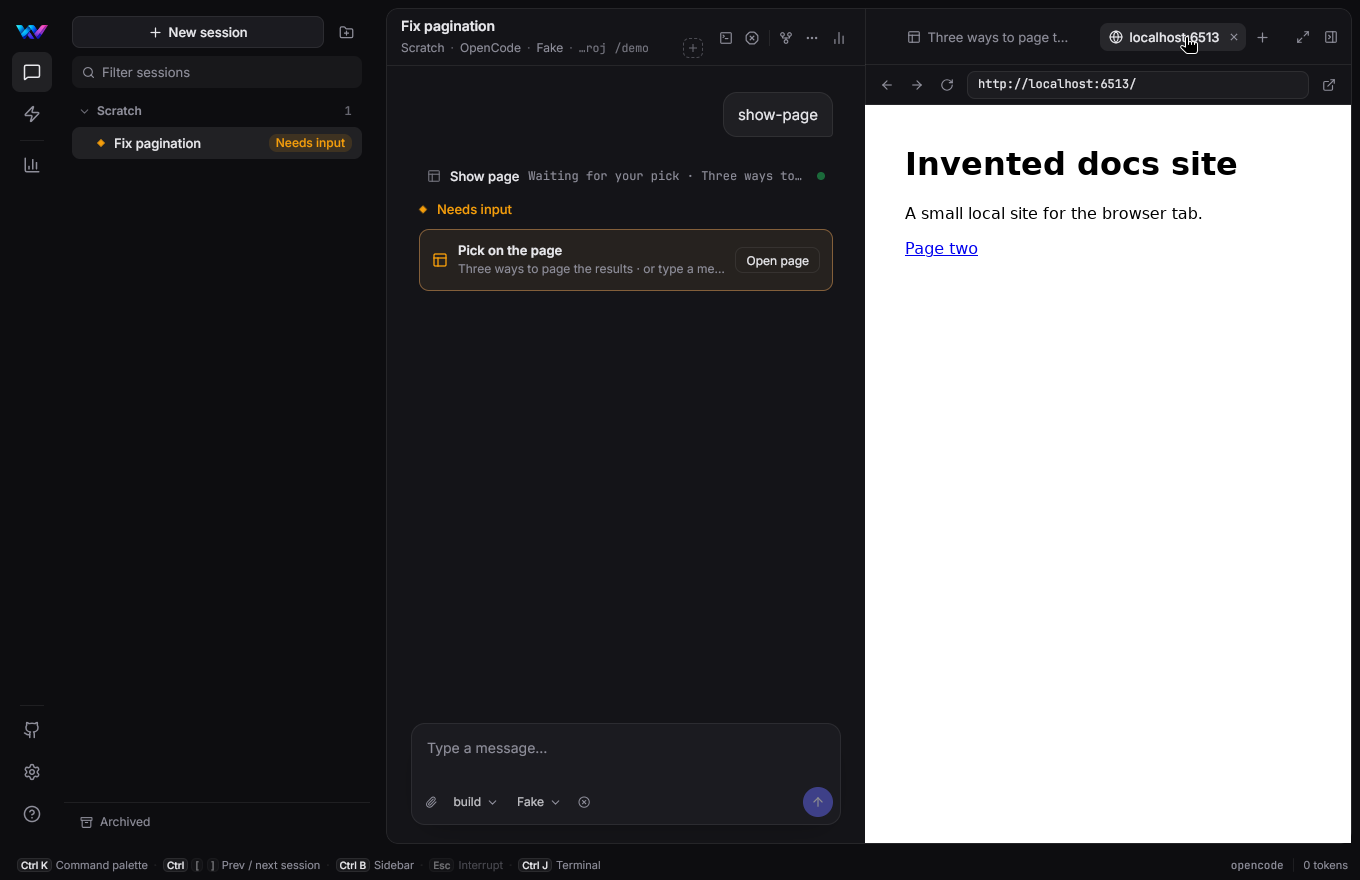 New session
Filter sessions
Scratch 1
Fix pagination Needs input
Archived
Fix pagination
Scratch · OpenCode · Fake · …roj /demo
show-page
Show page Waiting for your pick · Three ways to…
Needs input
Pick on the page
Three ways to page the results · or type a me…
Open page
Type a message...
build Fake
Three ways to page t…
localhost:6513
http://localhost:6513/
Invented docs site
A small local site for the browser tab.
Page two
Ctrl K Command palette · Ctrl [ ] Prev / next session · Ctrl B Sidebar · Esc Interrupt · Ctrl J Terminal
opencode 0 tokens